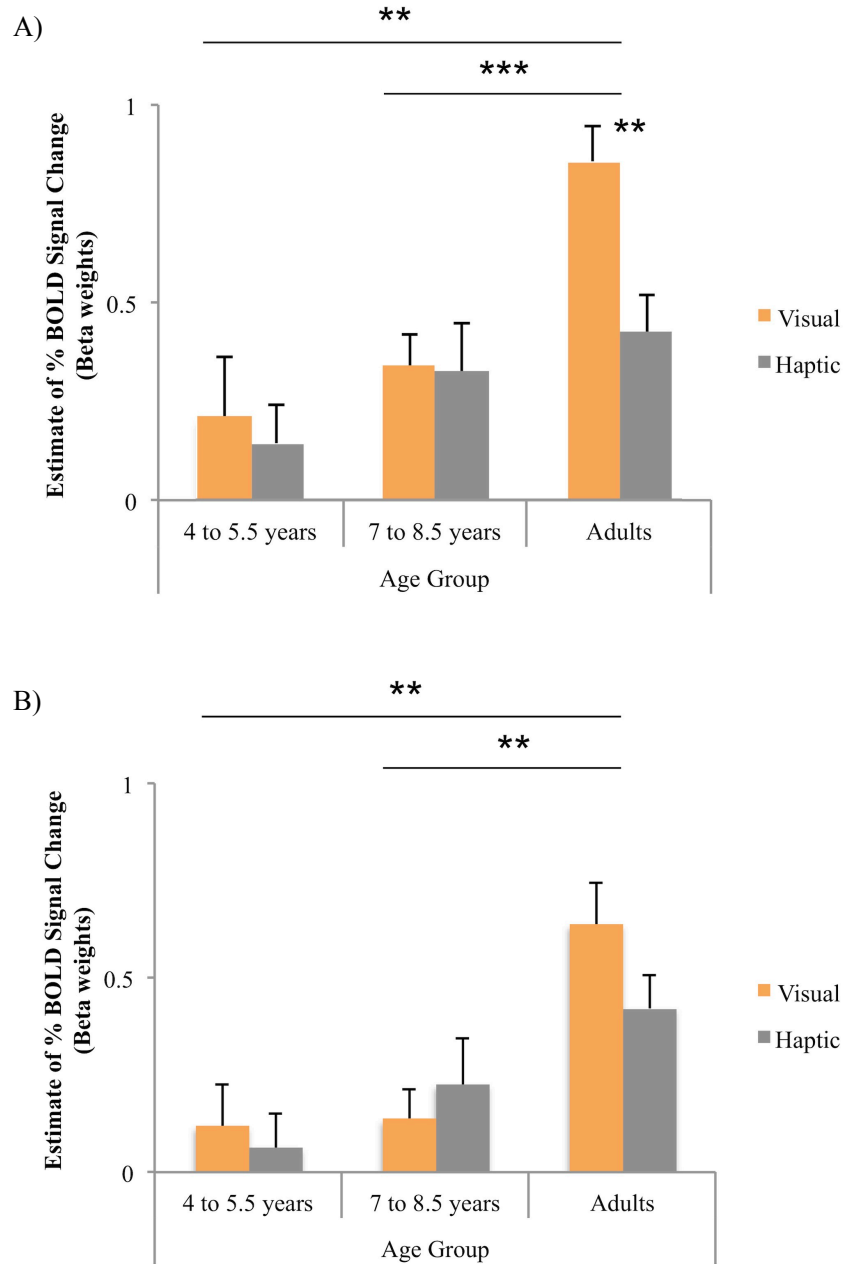 A)
**
***
**
1
0.5
0
Estimate of % BOLD Signal Change
(Beta weights)
Visual
Haptic
4 to 5.5 years
7 to 8.5 years
Adults
Age Group
B)
**
**
1
0.5
0
Estimate of % BOLD Signal Change
(Beta weights)
Visual
Haptic
4 to 5.5 years
7 to 8.5 years
Adults
Age Group